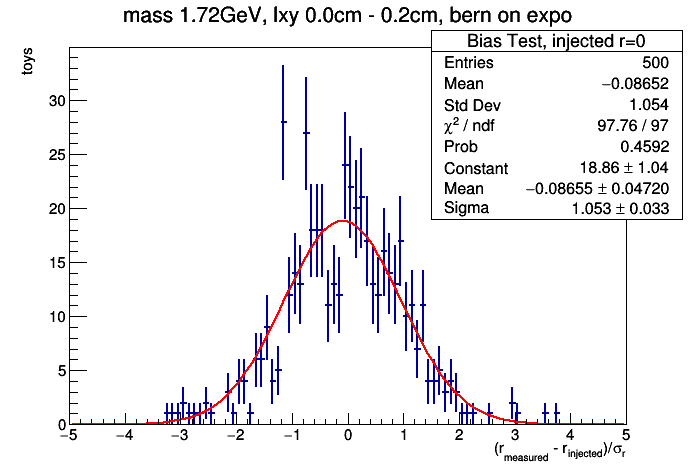 mass 1.72GeV, lxy 0.0cm - 0.2cm, bern on expo
toys
Bias Test, injected r=0
Entries 500
Mean −0.08652
Std Dev 1.054
χ² / ndf 97.76 / 97
Prob 0.4592
Constant 18.86 ± 1.04
Mean −0.08655 ± 0.04720
Sigma 1.053 ± 0.033
30
25
20
15
10
5
0
−5 −4 −3 −2 −1 0 1 2 3 4 5
(r_measured - r_injected)/σ_r